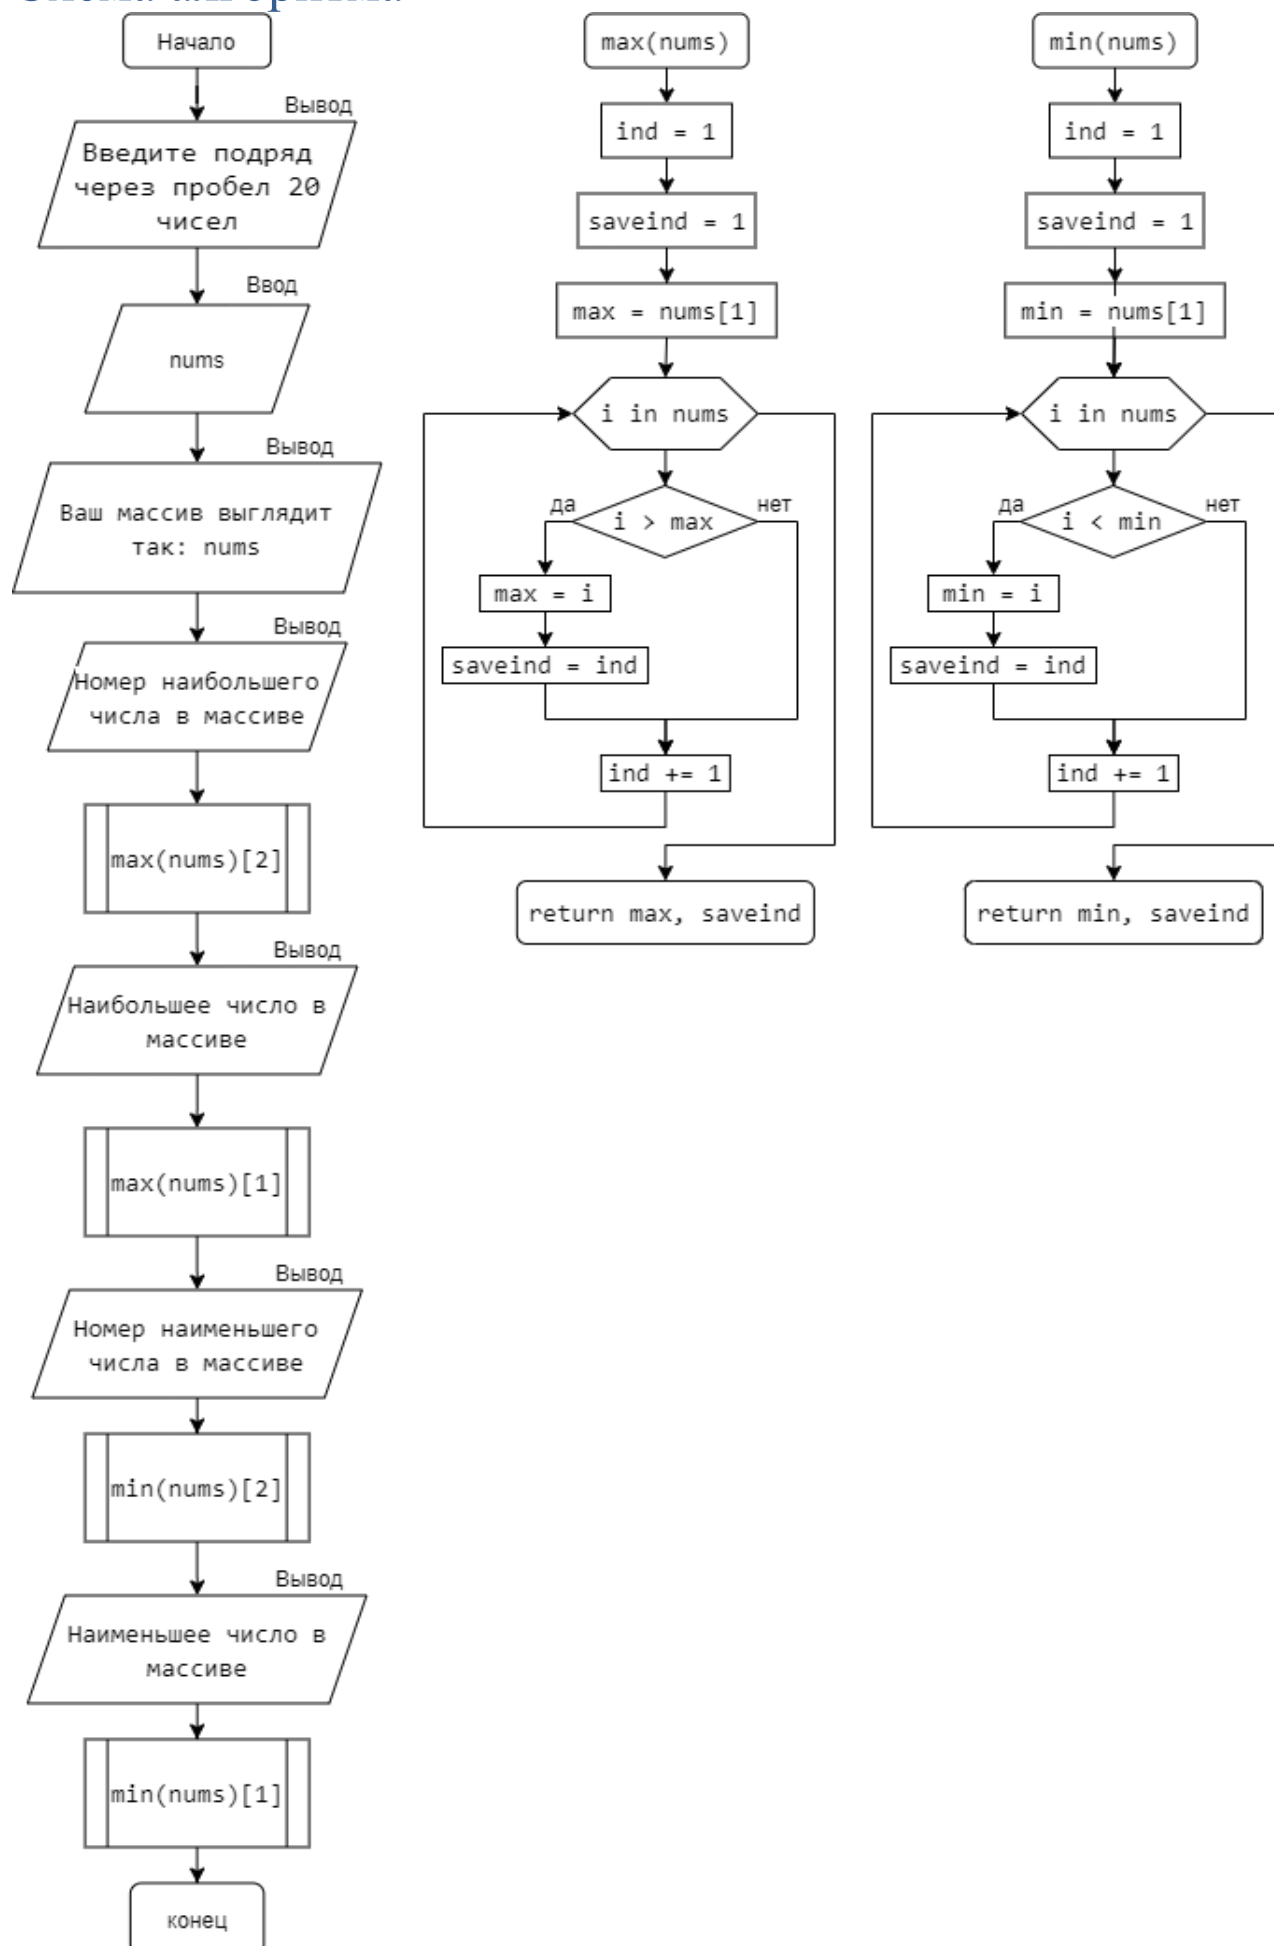 Начало
Вывод
Введите подряд
через пробел 20
чисел
Ввод
nums
Вывод
Ваш массив выглядит
так: nums
Вывод
Номер наибольшего
числа в массиве
max(nums)[2]
Вывод
Наибольшее число в
массиве
max(nums)[1]
Вывод
Номер наименьшего
числа в массиве
min(nums)[2]
Вывод
Наименьшее число в
массиве
min(nums)[1]
конец
max(nums)
ind = 1
saveind = 1
max = nums[1]
i in nums
да
i > max
нет
max = i
saveind = ind
ind += 1
return max, saveind
min(nums)
ind = 1
saveind = 1
min = nums[1]
i in nums
да
i < min
нет
min = i
saveind = ind
ind += 1
return min, saveind